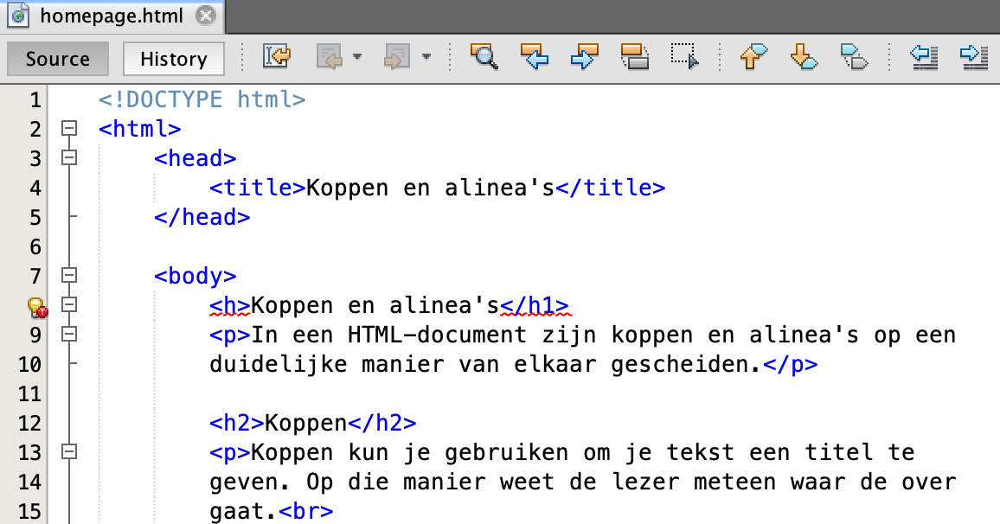 homepage.html
Source History
1 <!DOCTYPE html>
2 <html>
3 <head>
4 <title>Koppen en alinea's</title>
5 </head>
6
7 <body>
<h>Koppen en alinea's</h1>
9 <p>In een HTML-document zijn koppen en alinea's op een
10 duidelijke manier van elkaar gescheiden.</p>
11
12 <h2>Koppen</h2>
13 <p>Koppen kun je gebruiken om je tekst een titel te
14 geven. Op die manier weet de lezer meteen waar de over
15 gaat.<br>